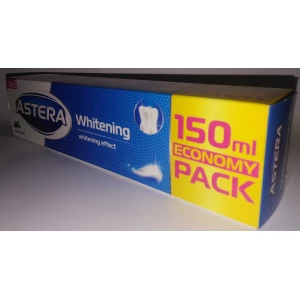 ASTERA
Whitening
whitening effect
150ml
ECONOMY
PACK